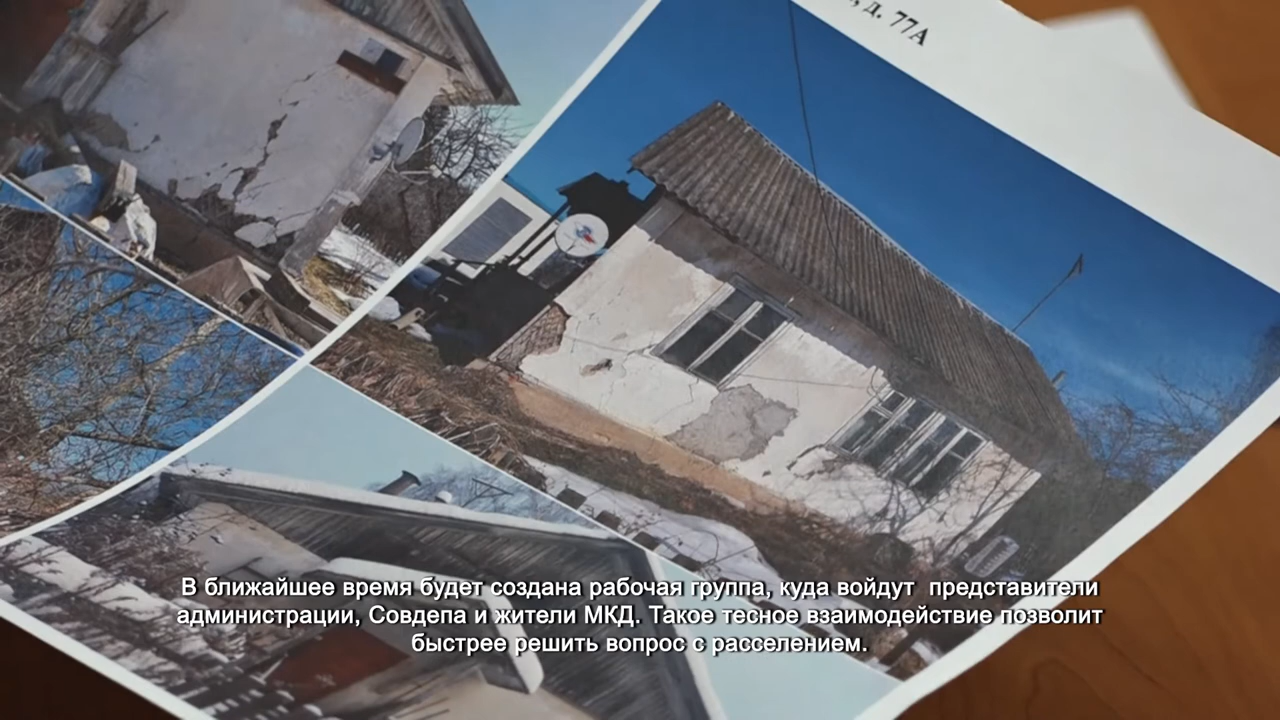 д. 77А
В ближайшее время будет создана рабочая группа, куда войдут представители
администрации, Совдепа и жители МКД. Такое тесное взаимодействие позволит
быстрее решить вопрос с расселением.